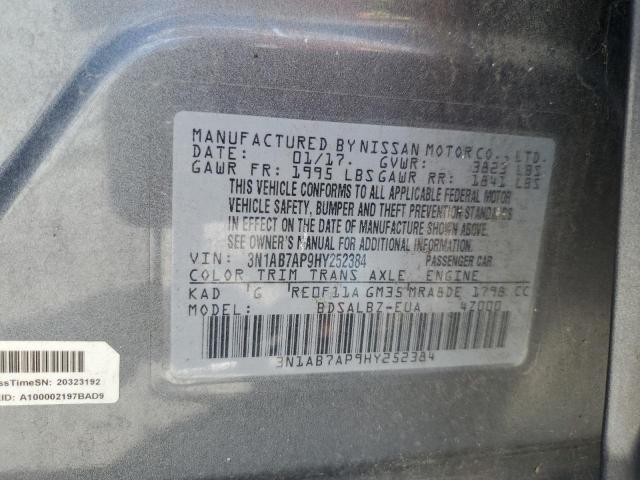 MANUFACTURED BY NISSAN MOTOR CO., LTD.
DATE: 01/17. GVWR: 3823 LBS
GAWR FR: 1995 LBS GAWR RR: 1841 LBS
THIS VEHICLE CONFORMS TO ALL APPLICABLE FEDERAL MOTOR
VEHICLE SAFETY, BUMPER AND THEFT PREVENTION STANDARDS
IN EFFECT ON THE DATE OF MANUFACTURE SHOWN ABOVE.
SEE OWNER'S MANUAL FOR ADDITIONAL INFORMATION.
VIN: 3N1AB7AP9HY252384 PASSENGER CAR
COLOR TRIM TRANS AXLE ENGINE
KAD G RE0F11A GM35 MRA8DE 1798 CC
MODEL: BDSALBZ-EUA 4Z000
3N1AB7AP9HY252384
ssTimeSN: 20323192
EID: A100002197BAD9